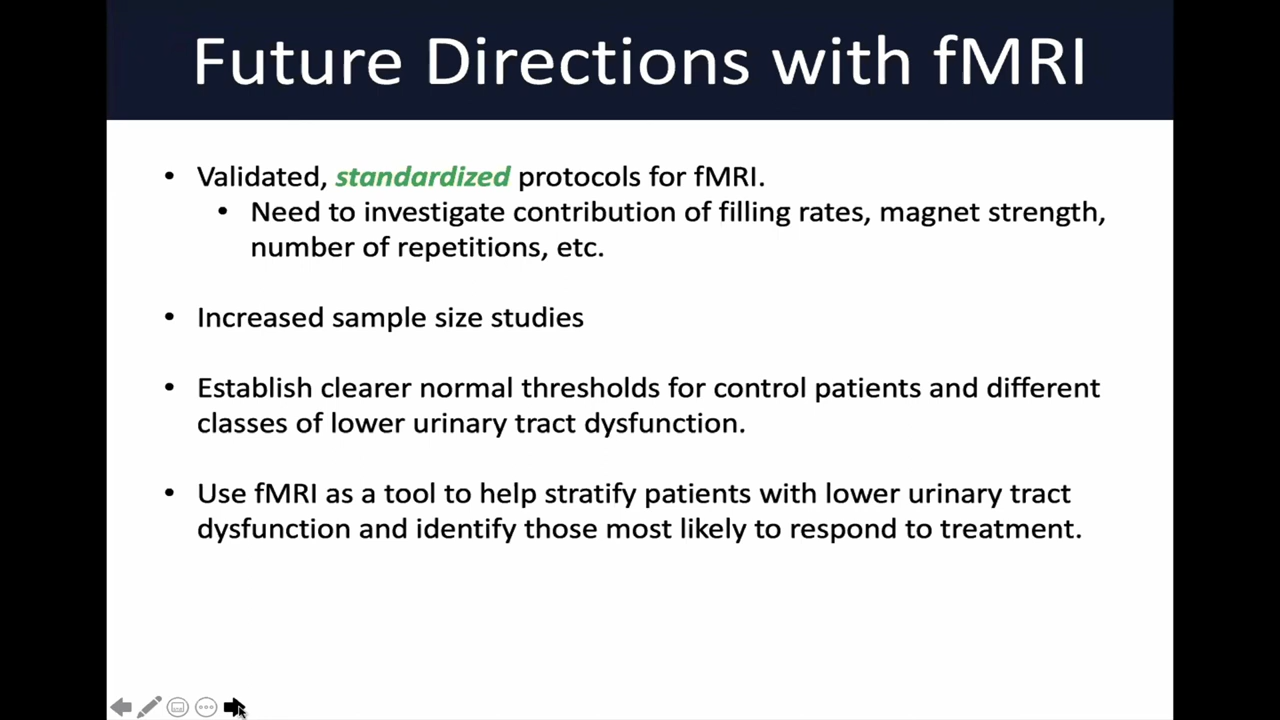 Future Directions with fMRI
• Validated, standardized protocols for fMRI.
• Need to investigate contribution of filling rates, magnet strength,
number of repetitions, etc.
• Increased sample size studies
• Establish clearer normal thresholds for control patients and different
classes of lower urinary tract dysfunction.
• Use fMRI as a tool to help stratify patients with lower urinary tract
dysfunction and identify those most likely to respond to treatment.